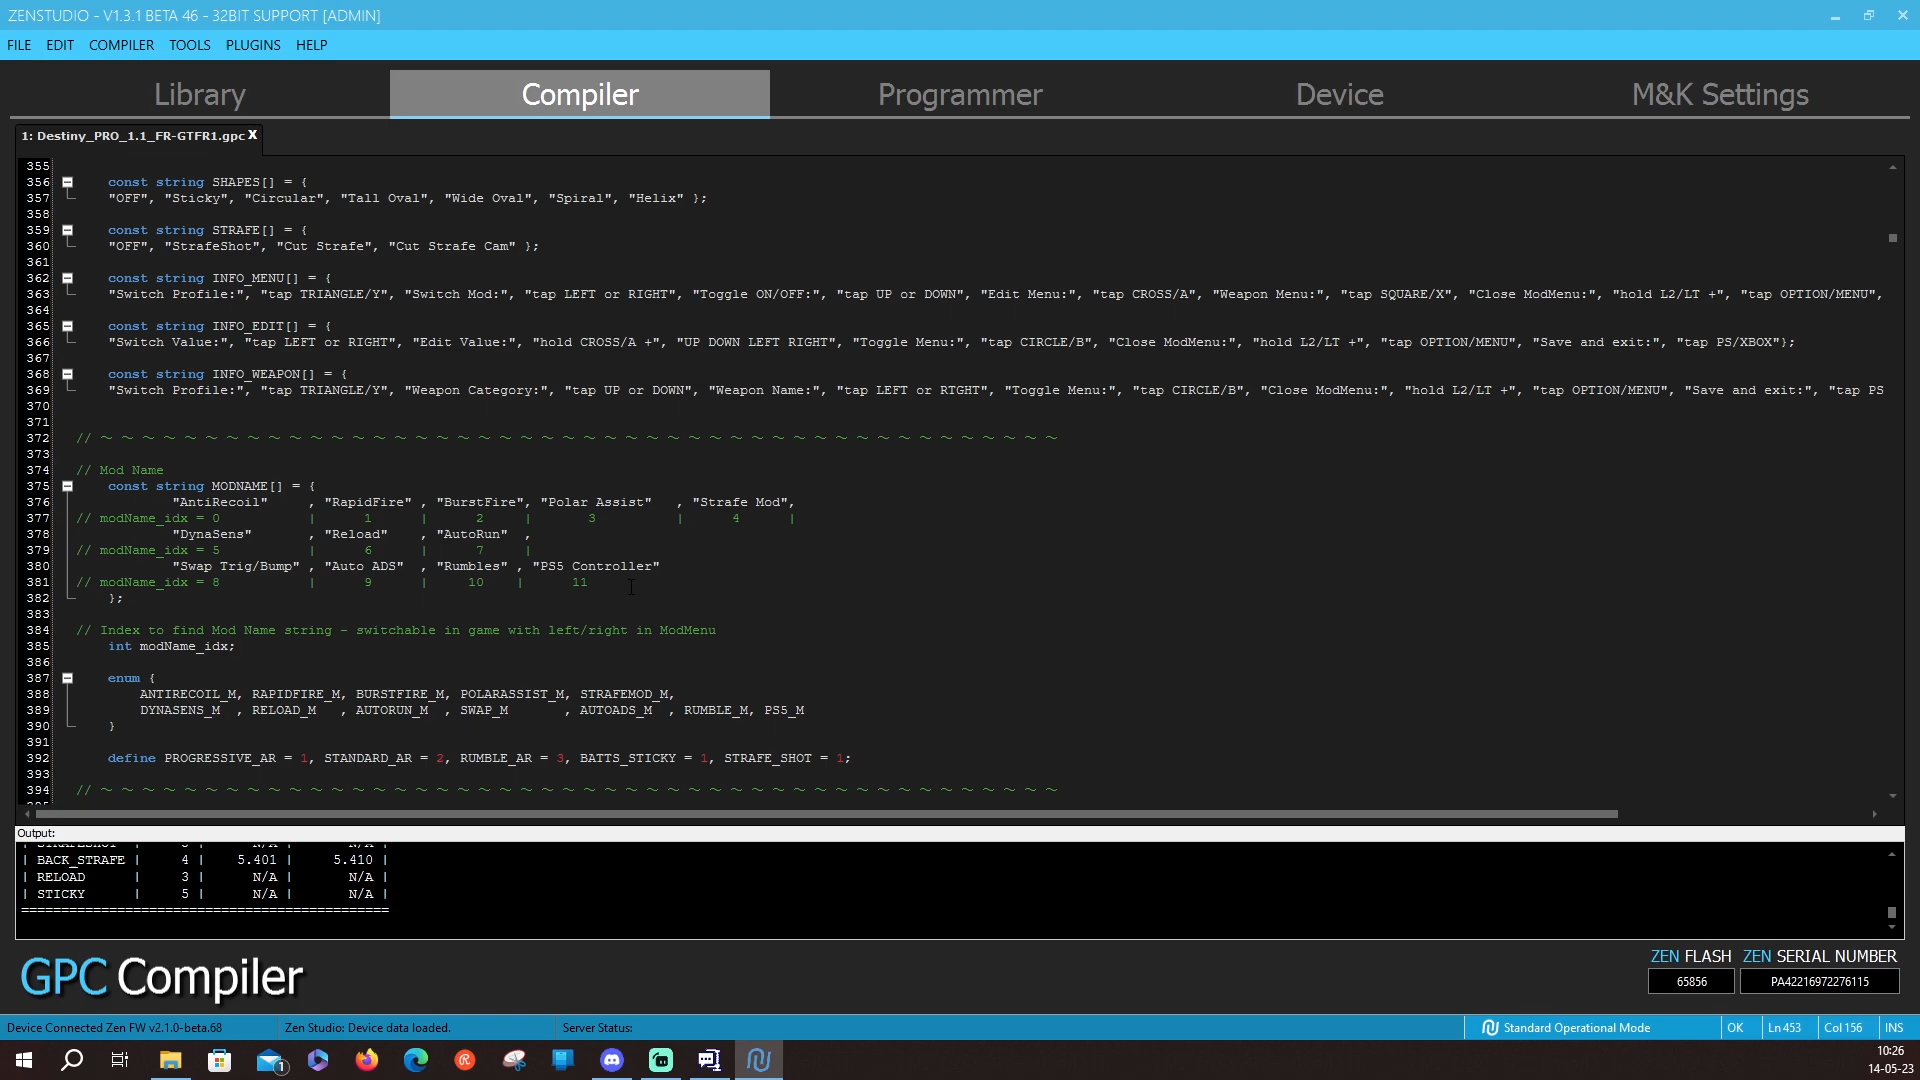 ZENSTUDIO - V1.3.1 BETA 46 - 32BIT SUPPORT [ADMIN]
FILE EDIT COMPILER TOOLS PLUGINS HELP
Library Compiler Programmer Device M&K Settings
1: Destiny_PRO_1.1_FR-GTFR1.gpc X
355
356 const string SHAPES[] = {
357 "OFF", "Sticky", "Circular", "Tall Oval", "Wide Oval", "Spiral", "Helix" };
358
359 const string STRAFE[] = {
360 "OFF", "StrafeShot", "Cut Strafe", "Cut Strafe Cam" };
361
362 const string INFO_MENU[] = {
363 "Switch Profile:", "tap TRIANGLE/Y", "Switch Mod:", "tap LEFT or RIGHT", "Toggle ON/OFF:", "tap UP or DOWN", "Edit Menu:", "tap CROSS/A", "Weapon Menu:", "tap SQUARE/X", "Close ModMenu:", "hold L2/LT +", "tap OPTION/MENU",
364
365 const string INFO_EDIT[] = {
366 "Switch Value:", "tap LEFT or RIGHT", "Edit Value:", "hold CROSS/A +", "UP DOWN LEFT RIGHT", "Toggle Menu:", "tap CIRCLE/B", "Close ModMenu:", "hold L2/LT +", "tap OPTION/MENU", "Save and exit:", "tap PS/XBOX"};
367
368 const string INFO_WEAPON[] = {
369 "Switch Profile:", "tap TRIANGLE/Y", "Weapon Category:", "tap UP or DOWN", "Weapon Name:", "tap LEFT or RIGHT", "Toggle Menu:", "tap CIRCLE/B", "Close ModMenu:", "hold L2/LT +", "tap OPTION/MENU", "Save and exit:", "tap PS
370
371
372 // ~ ~ ~ ~ ~ ~ ~ ~ ~ ~ ~ ~ ~ ~ ~ ~ ~ ~ ~ ~ ~ ~ ~ ~ ~ ~ ~ ~ ~ ~ ~ ~ ~ ~ ~ ~ ~ ~ ~ ~ ~ ~ ~ ~ ~ ~
373
374 // Mod Name
375 const string MODNAME[] = {
376 "AntiRecoil" , "RapidFire" , "BurstFire", "Polar Assist" , "Strafe Mod",
377 // modName_idx = 0 | 1 | 2 | 3 | 4 |
378 "DynaSens" , "Reload" , "AutoRun" ,
379 // modName_idx = 5 | 6 | 7 |
380 "Swap Trig/Bump" , "Auto ADS" , "Rumbles" , "PS5 Controller"
381 // modName_idx = 8 | 9 | 10 | 11
382 };
383
384 // Index to find Mod Name string - switchable in game with left/right in ModMenu
385 int modName_idx;
386
387 enum {
388 ANTIRECOIL_M, RAPIDFIRE_M, BURSTFIRE_M, POLARASSIST_M, STRAFEMOD_M,
389 DYNASENS_M , RELOAD_M , AUTORUN_M , SWAP_M , AUTOADS_M , RUMBLE_M, PS5_M
390 }
391
392 define PROGRESSIVE_AR = 1, STANDARD_AR = 2, RUMBLE_AR = 3, BATTS_STICKY = 1, STRAFE_SHOT = 1;
393
394 // ~ ~ ~ ~ ~ ~ ~ ~ ~ ~ ~ ~ ~ ~ ~ ~ ~ ~ ~ ~ ~ ~ ~ ~ ~ ~ ~ ~ ~ ~ ~ ~ ~ ~ ~ ~ ~ ~ ~ ~ ~ ~ ~ ~ ~ ~
Output:
| BACK_STRAFE | 4 | 5.401 | 5.410 |
| RELOAD | 3 | N/A | N/A |
| STICKY | 5 | N/A | N/A |
==============================================
GPC Compiler
ZEN FLASH ZEN SERIAL NUMBER
65856 PA42216972276115
Device Connected Zen FW v2.1.0-beta.68 Zen Studio: Device data loaded. Server Status: Standard Operational Mode OK Ln 453 Col 156 INS
1
10:26
14-05-23